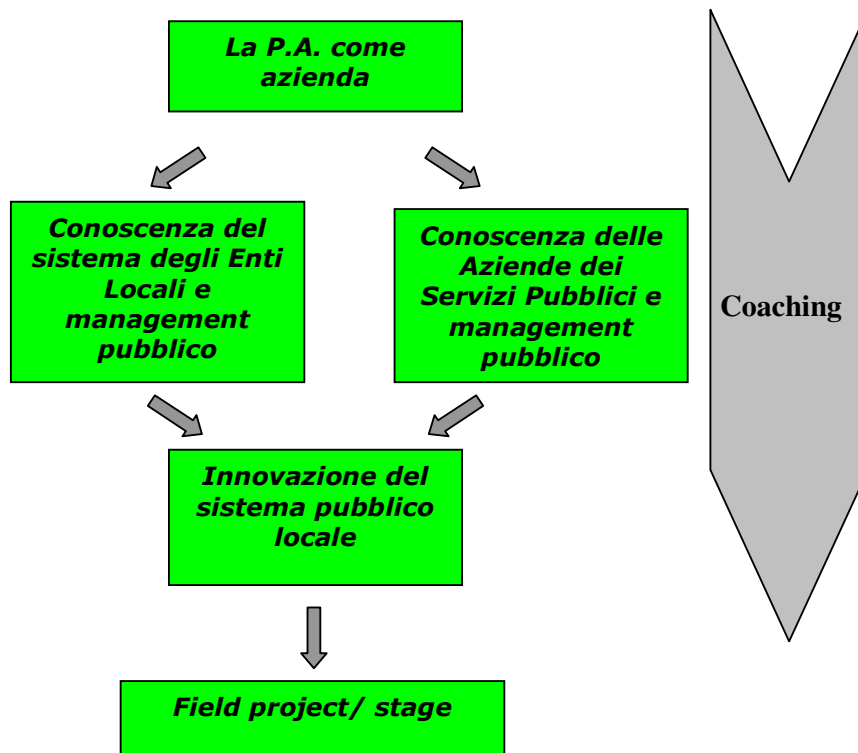 La P.A. come
azienda
Conoscenza del
sistema degli Enti
Locali e
management
pubblico
Conoscenza delle
Aziende dei
Servizi Pubblici e
management
pubblico
Coaching
Innovazione del
sistema pubblico
locale
Field project/ stage